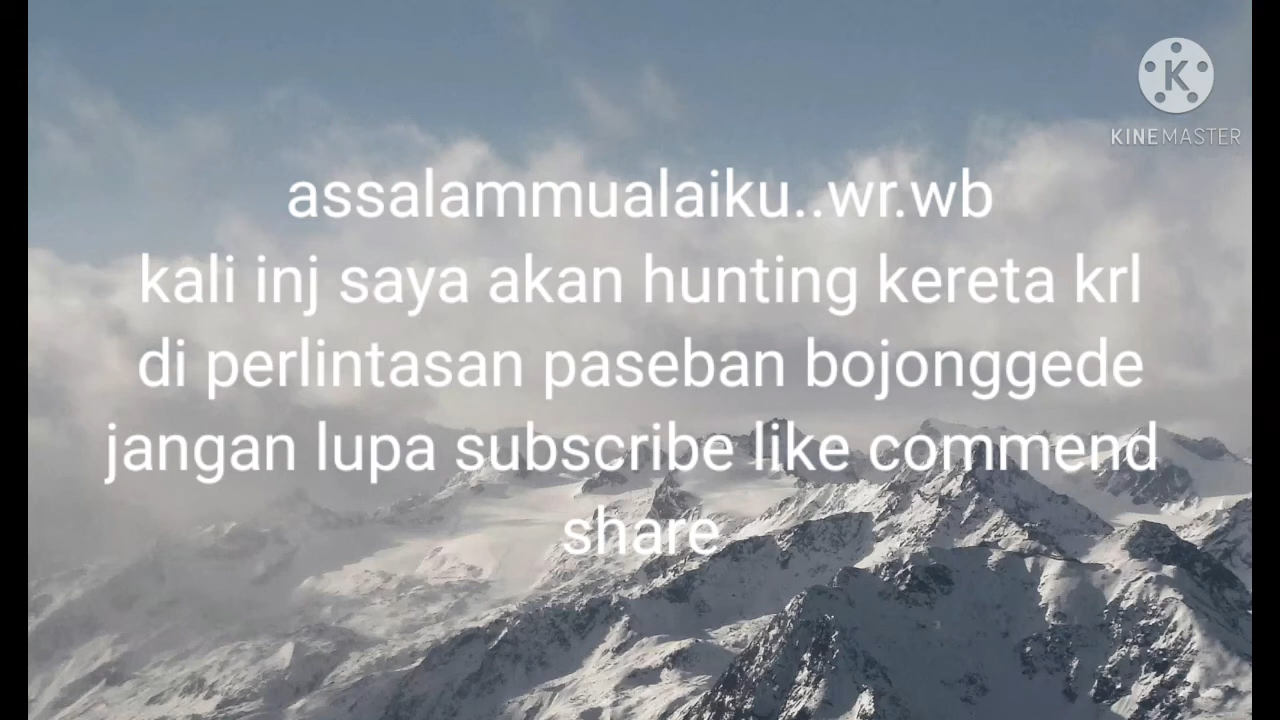 KINEMASTER
assalammualaiku..wr.wb
kali inj saya akan hunting kereta krl
di perlintasan paseban bojonggede
jangan lupa subscribe like commend
share